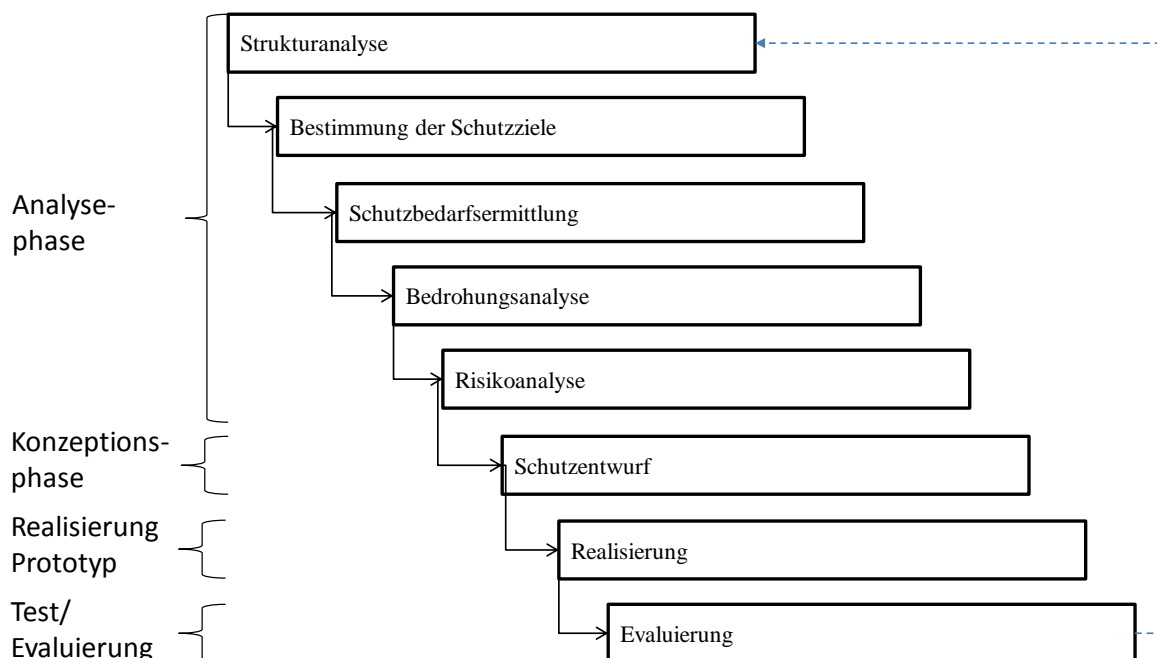 Strukturanalyse
Bestimmung der Schutzziele
Analyse-
phase
Schutzbedarfsermittlung
Bedrohungsanalyse
Risikoanalyse
Konzeptions-
phase
Schutzentwurf
Realisierung
Prototyp
Realisierung
Test/
Evaluierung
Evaluierung